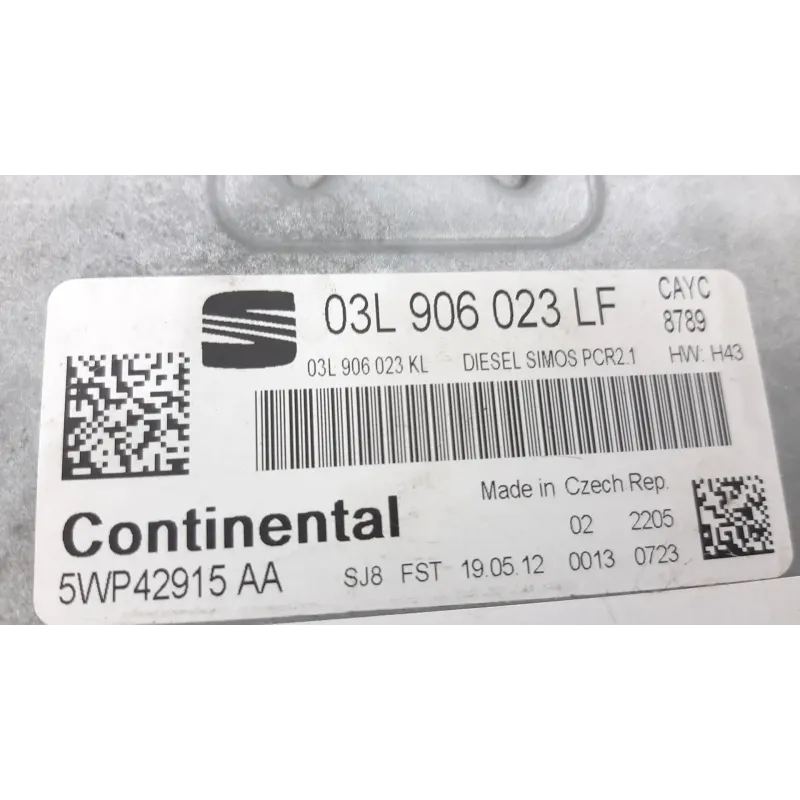 03L 906 023 LF CAYC
8789
03L 906 023 KL DIESEL SIMOS PCR2.1 HW: H43
Made in Czech Rep.
Continental 02 2205
5WP42915 AA SJ8 FST 19.05.12 0013 0723